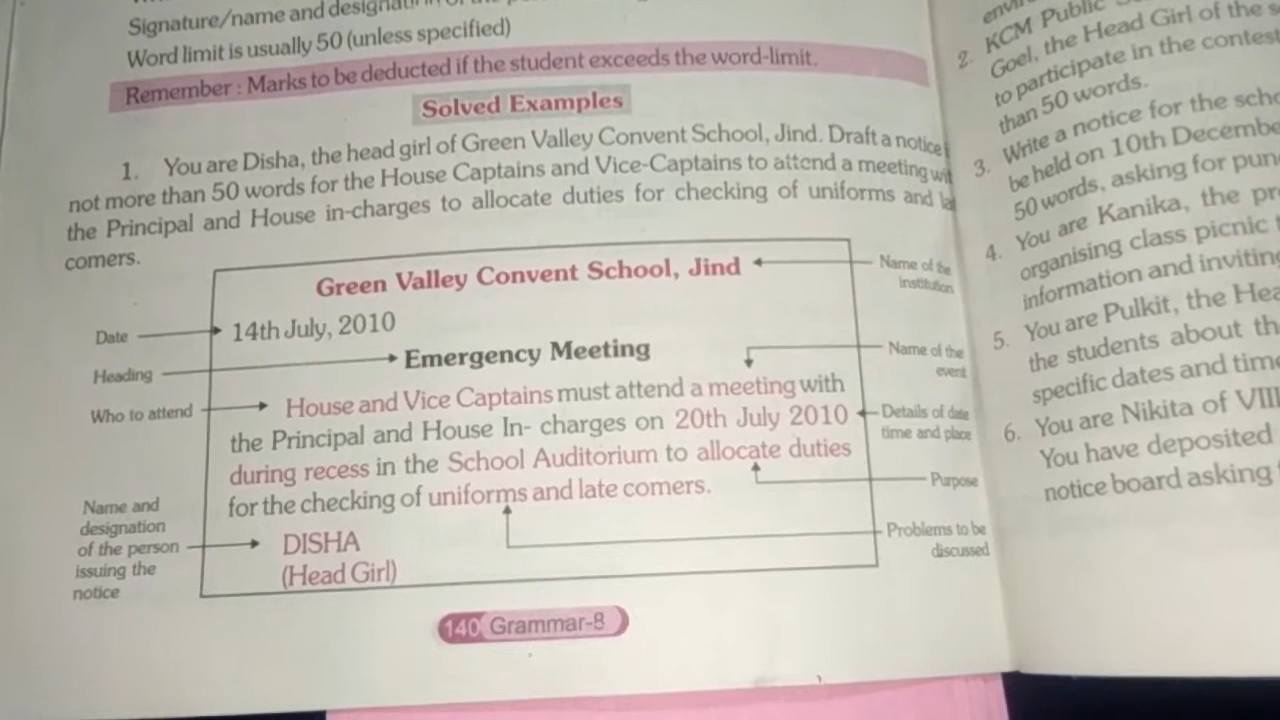 Signature/name and designation of the
Word limit is usually 50 (unless specified)
Remember : Marks to be deducted if the student exceeds the word-limit.
Solved Examples
1. You are Disha, the head girl of Green Valley Convent School, Jind. Draft a notice
not more than 50 words for the House Captains and Vice-Captains to attend a meeting
the Principal and House in-charges to allocate duties for checking of uniforms and
comers.
Green Valley Convent School, Jind
Name of the
institution
Date
14th July, 2010
Heading
Emergency Meeting
Name of the
event
Who to attend
House and Vice Captains must attend a meeting with
the Principal and House In- charges on 20th July 2010
during recess in the School Auditorium to allocate duties
for the checking of uniforms and late comers.
Details of date
time and place
Purpose
Problems to be
discussed
Name and
designation
of the person
issuing the
notice
DISHA
(Head Girl)
140 Grammar-8
2. KCM Public
Goel, the Head Girl of the
to participate in the contest
than 50 words.
3. Write a notice for the
be held on 10th
50 words, asking for
4. You are Kanika, the
organising class picnic
information and inviting
5. You are Pulkit, the
the students about
specific dates and
6. You are Nikita of VIII
You have deposited
notice board asking